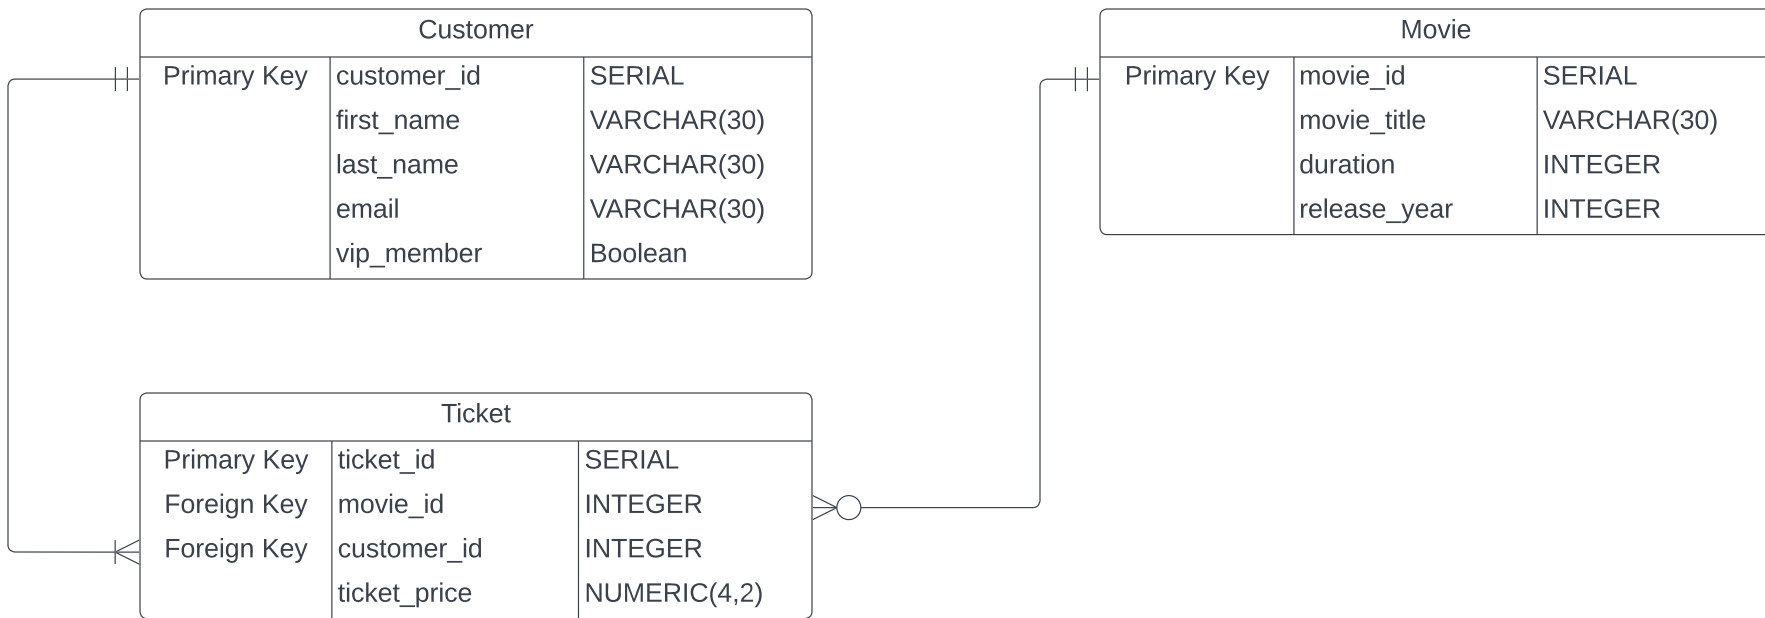 Customer
Primary Key customer_id SERIAL
first_name VARCHAR(30)
last_name VARCHAR(30)
email VARCHAR(30)
vip_member Boolean
Movie
Primary Key movie_id SERIAL
movie_title VARCHAR(30)
duration INTEGER
release_year INTEGER
Ticket
Primary Key ticket_id SERIAL
Foreign Key movie_id INTEGER
Foreign Key customer_id INTEGER
ticket_price NUMERIC(4,2)